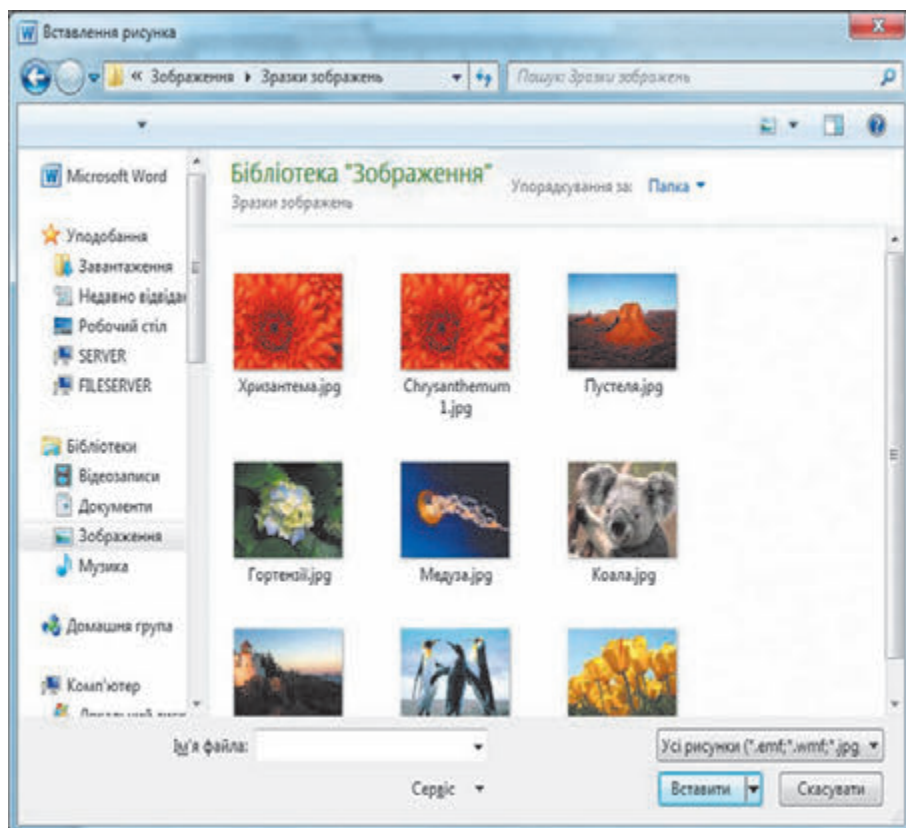 Вставлення рисунка
« Зображення ▸ Зразки зображень
Пошук: Зразки зображень
Microsoft Word
Бібліотека "Зображення"
Упорядкування за: Папка
Зразки зображень
Уподобання
Завантаження
Недавно відвідан
Робочий стіл
SERVER
FILESERVER
Бібліотеки
Відеозаписи
Документи
Зображення
Музика
Домашня група
Комп'ютер
Локальний диск
Хризантема.jpg
Chrysanthemum
1.jpg
Пустеля.jpg
Гортензії.jpg
Медуза.jpg
Коала.jpg
Ім'я файла:
Усі рисунки (*.emf;*.wmf;*.jpg
Сервіс
Вставити
Скасувати